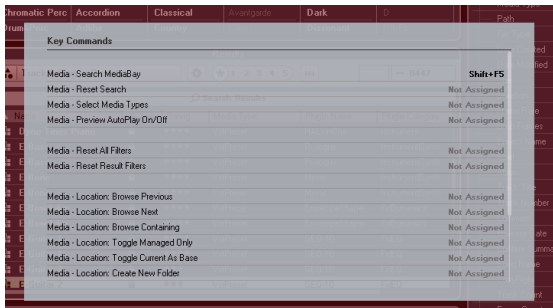 Chromatic Perc Accordion Classical Avantgarde Dark
Path
Key Commands
Media - Search MediaBay Shift+F5
Media - Reset Search Not Assigned
Media - Select Media Types Not Assigned
Media - Preview AutoPlay On/Off Not Assigned
Media - Reset All Filters Not Assigned
Media - Reset Result Filters Not Assigned
Media - Location: Browse Previous Not Assigned
Media - Location: Browse Next Not Assigned
Media - Location: Browse Containing Not Assigned
Media - Location: Toggle Managed Only Not Assigned
Media - Location: Toggle Current As Base Not Assigned
Media - Location: Create New Folder Not Assigned